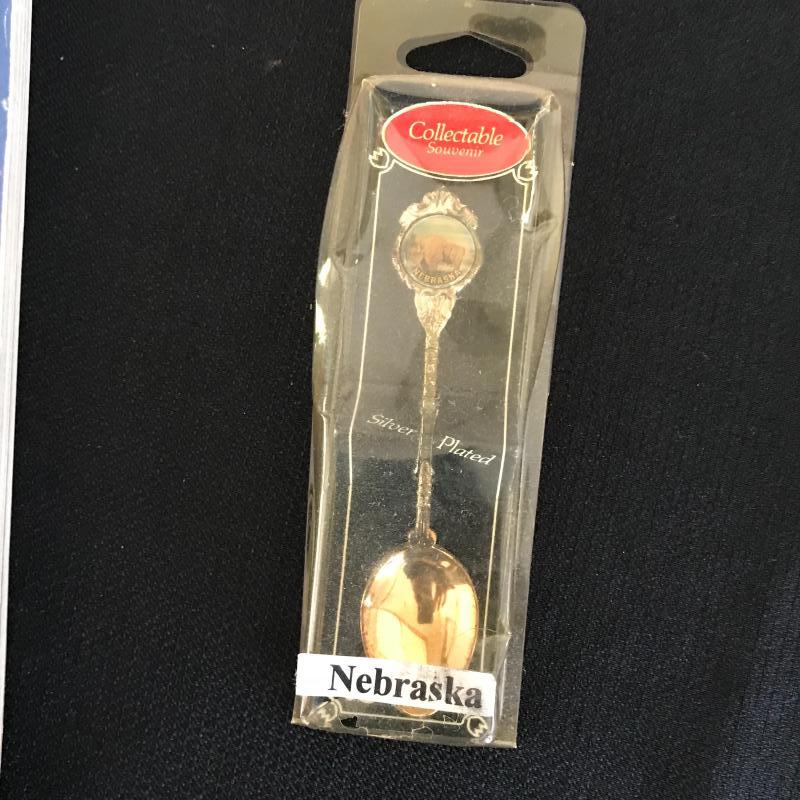 Collectable
Souvenir
NEBRASKA
Silver Plated
Nebraska